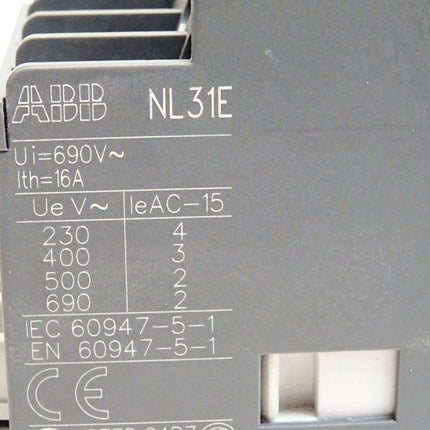 ABB NL31E
Ui=690V~
Ith=16A
Ue V~ IeAC-15
230 4
400 3
500 2
690 2
IEC 60947-5-1
EN 60947-5-1
CE